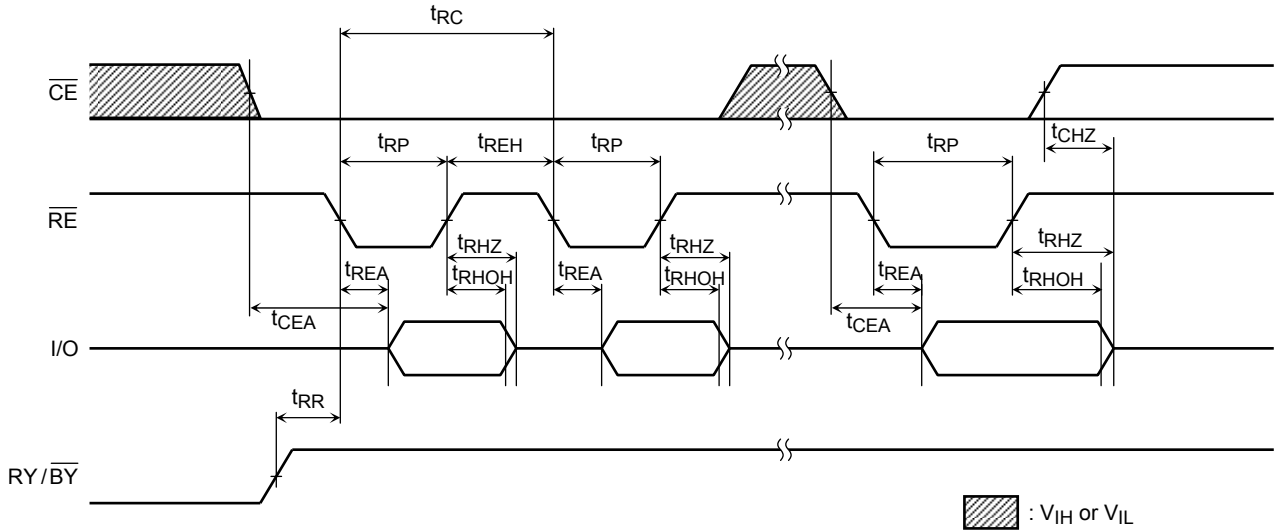 tRC
CE
tCHZ
tRP
tREH
tRP
tRP
RE
tRHZ
tRHZ
tRHZ
tREA
tRHOH
tREA
tRHOH
tREA
tRHOH
tCEA
tCEA
I/O
tRR
RY/BY
: VIH or VIL